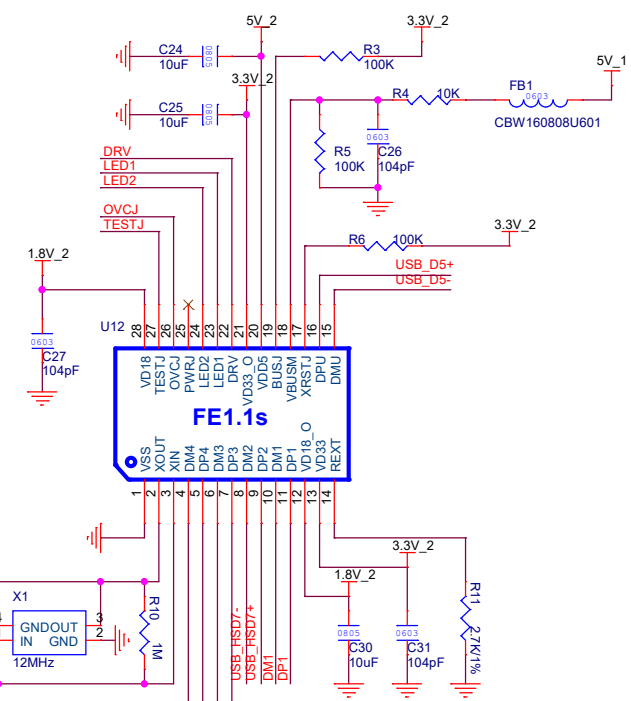 5V_2
3.3V_2
C24
0805
10uF
R3
100K
5V_1
3.3V_2
R4
10K
FB1
0603
CBW160808U601
C25
0805
10uF
R5
100K
0603
C26
104pF
DRV
LED1
LED2
OVCJ
TESTJ
3.3V_2
R6
100K
USB_D5+
USB_D5-
1.8V_2
0603
C27
104pF
U12
28
27
26
25
24
23
22
21
20
19
18
17
16
15
VD18
TESTJ
OVCJ
PWRJ
LED2
LED1
DRV
VD33_O
VDD5
BUSJ
VBUSM
XRSTJ
DPU
DMU
FE1.1s
VSS
XOUT
XIN
DM4
DP4
DM3
DP3
DM2
DP2
DM1
DP1
VD18_O
VD33
REXT
1
2
3
4
5
6
7
8
9
10
11
12
13
14
3.3V_2
1.8V_2
X1
GNDOUT
3
IN GND
2
12MHz
R10
1M
USB_HSD7-
USB_HSD7+
DM1
DP1
0805
C30
10uF
0603
C31
104pF
R11
2.7K/1%